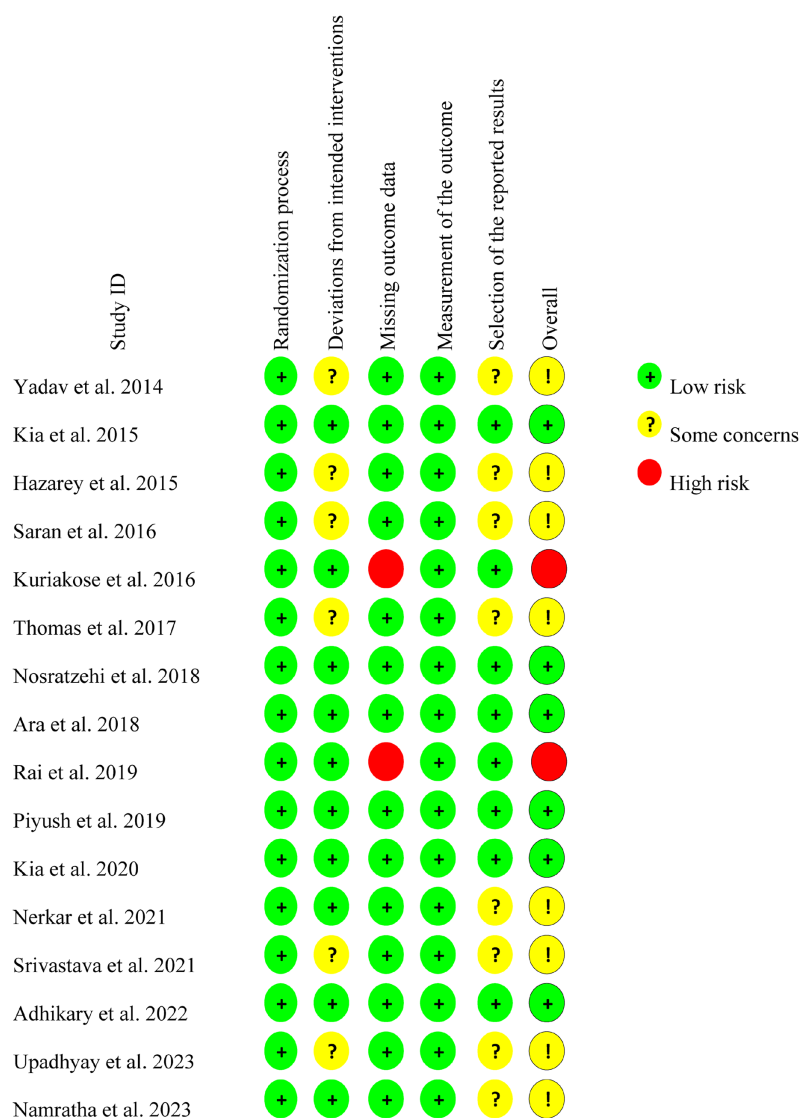 Study ID
Randomization process
Deviations from intended interventions
Missing outcome data
Measurement of the outcome
Selection of the reported results
Overall
Yadav et al. 2014 + ? + + ? !
Kia et al. 2015 + + + + + +
Hazarey et al. 2015 + ? + + ? !
Saran et al. 2016 + ? + + ? !
Kuriakose et al. 2016 + + + +
Thomas et al. 2017 + ? + + ? !
Nosratzehi et al. 2018 + + + + + +
Ara et al. 2018 + + + + + +
Rai et al. 2019 + + + +
Piyush et al. 2019 + + + + + +
Kia et al. 2020 + + + + + +
Nerkar et al. 2021 + + + + ? !
Srivastava et al. 2021 + ? + + ? !
Adhikary et al. 2022 + + + + + +
Upadhyay et al. 2023 + ? + + ? !
Namratha et al. 2023 + + + + ? !
+ Low risk
? Some concerns
High risk